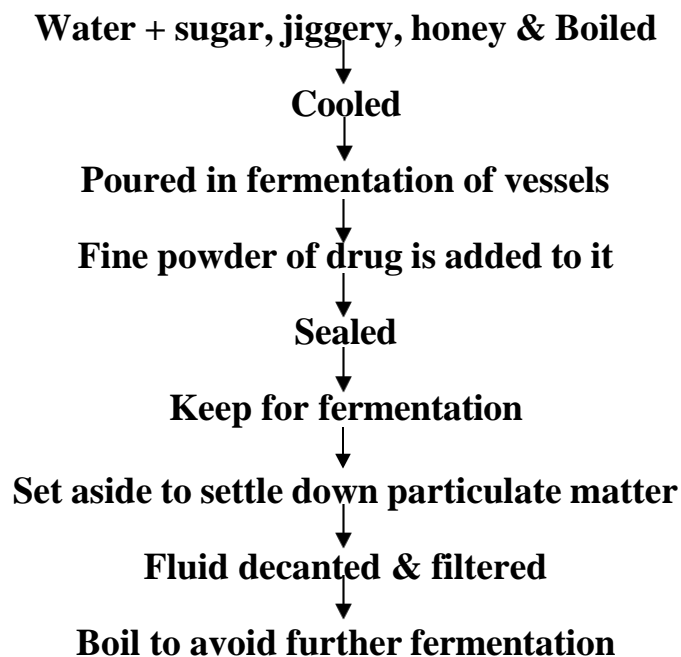 Water + sugar, jiggery, honey & Boiled
Cooled
Poured in fermentation of vessels
Fine powder of drug is added to it
Sealed
Keep for fermentation
Set aside to settle down particulate matter
Fluid decanted & filtered
Boil to avoid further fermentation